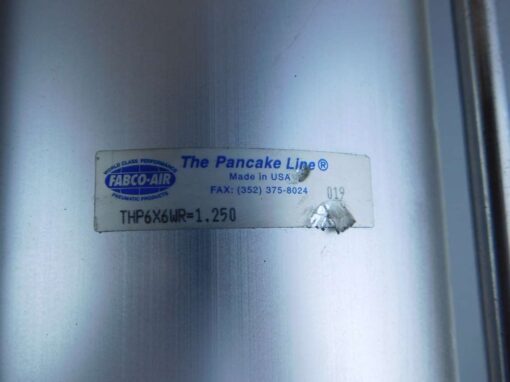 WORLD CLASS PERFORMANCE
FABCO-AIR
PNEUMATIC PRODUCTS
The Pancake Line®
Made in USA
FAX: (352) 375-8024
019
THP6X6WR=1.250